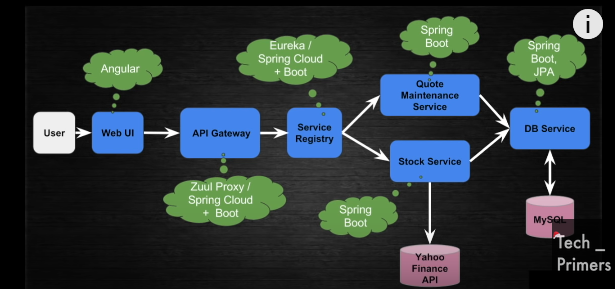 i
Angular
Eureka /
Spring Cloud
+ Boot
Spring
Boot
Spring
Boot,
JPA
User
Web UI
API Gateway
Service
Registry
Quote
Maintenance
Service
Stock Service
DB Service
Zuul Proxy /
Spring Cloud
+ Boot
Spring
Boot
Yahoo
Finance
API
MySQL
Tech _
Primers